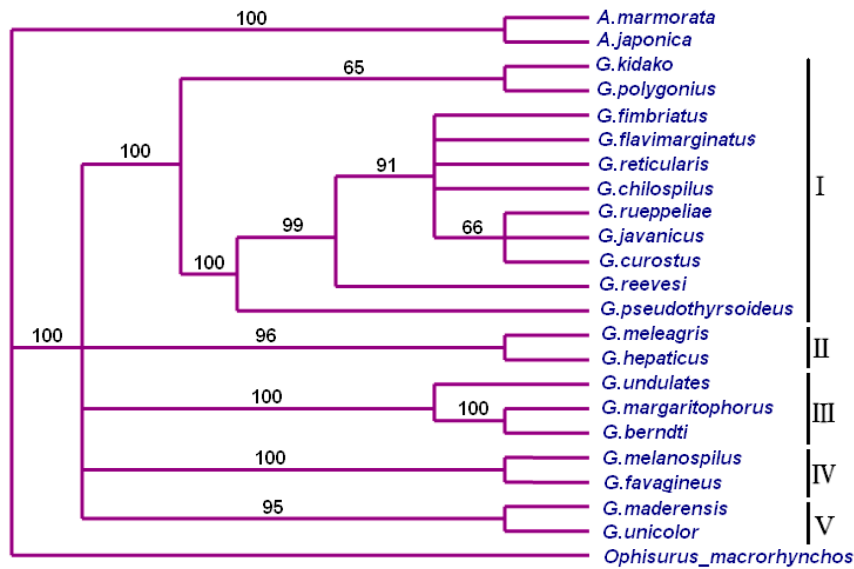 100
A.marmorata
A.japonica
65
G.kidako
G.polygonius
100
G.fimbriatus
G.flavimarginatus
91
G.reticularis
G.chilospilus
I
G.rueppeliae
99
66
G.javanicus
100
G.curostus
G.reevesi
G.pseudothyrsoideus
100
96
G.meleagris
G.hepaticus
II
G.undulates
100
100
G.margaritophorus
III
G.berndti
100
G.melanospilus
G.favagineus
IV
95
G.maderensis
G.unicolor
V
Ophisurus_macrorhynchos